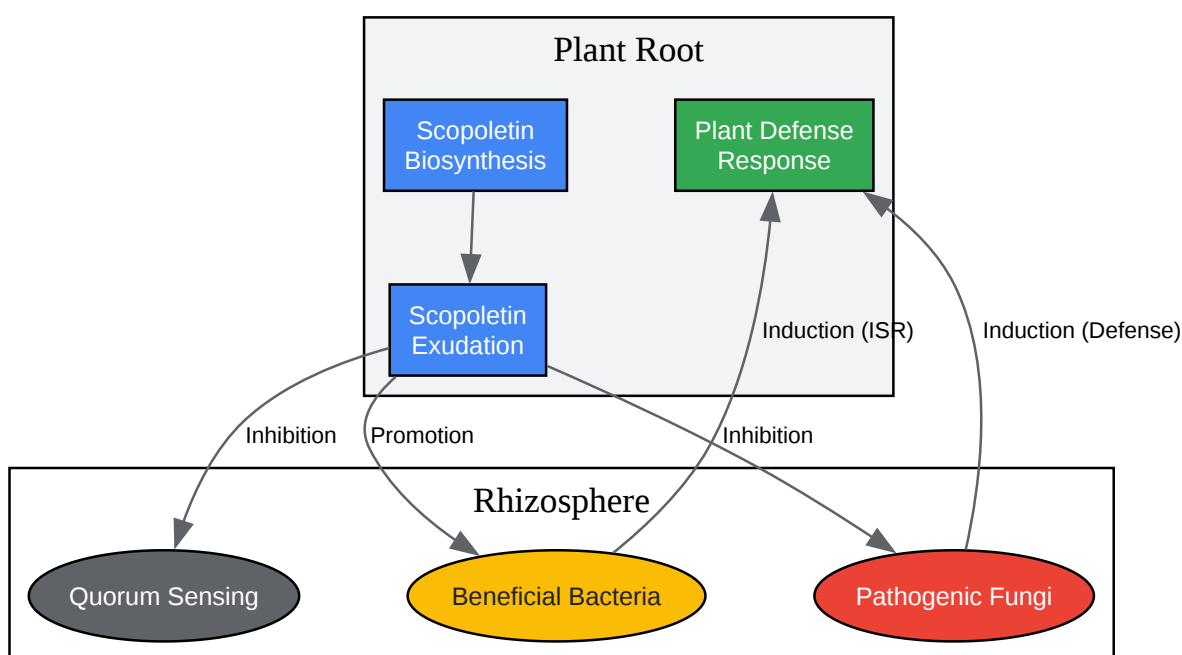 Plant Root
Scopoletin
Biosynthesis
Plant Defense
Response
Scopoletin
Exudation
Induction (ISR)
Induction (Defense)
Inhibition
Promotion
Inhibition
Rhizosphere
Quorum Sensing
Beneficial Bacteria
Pathogenic Fungi